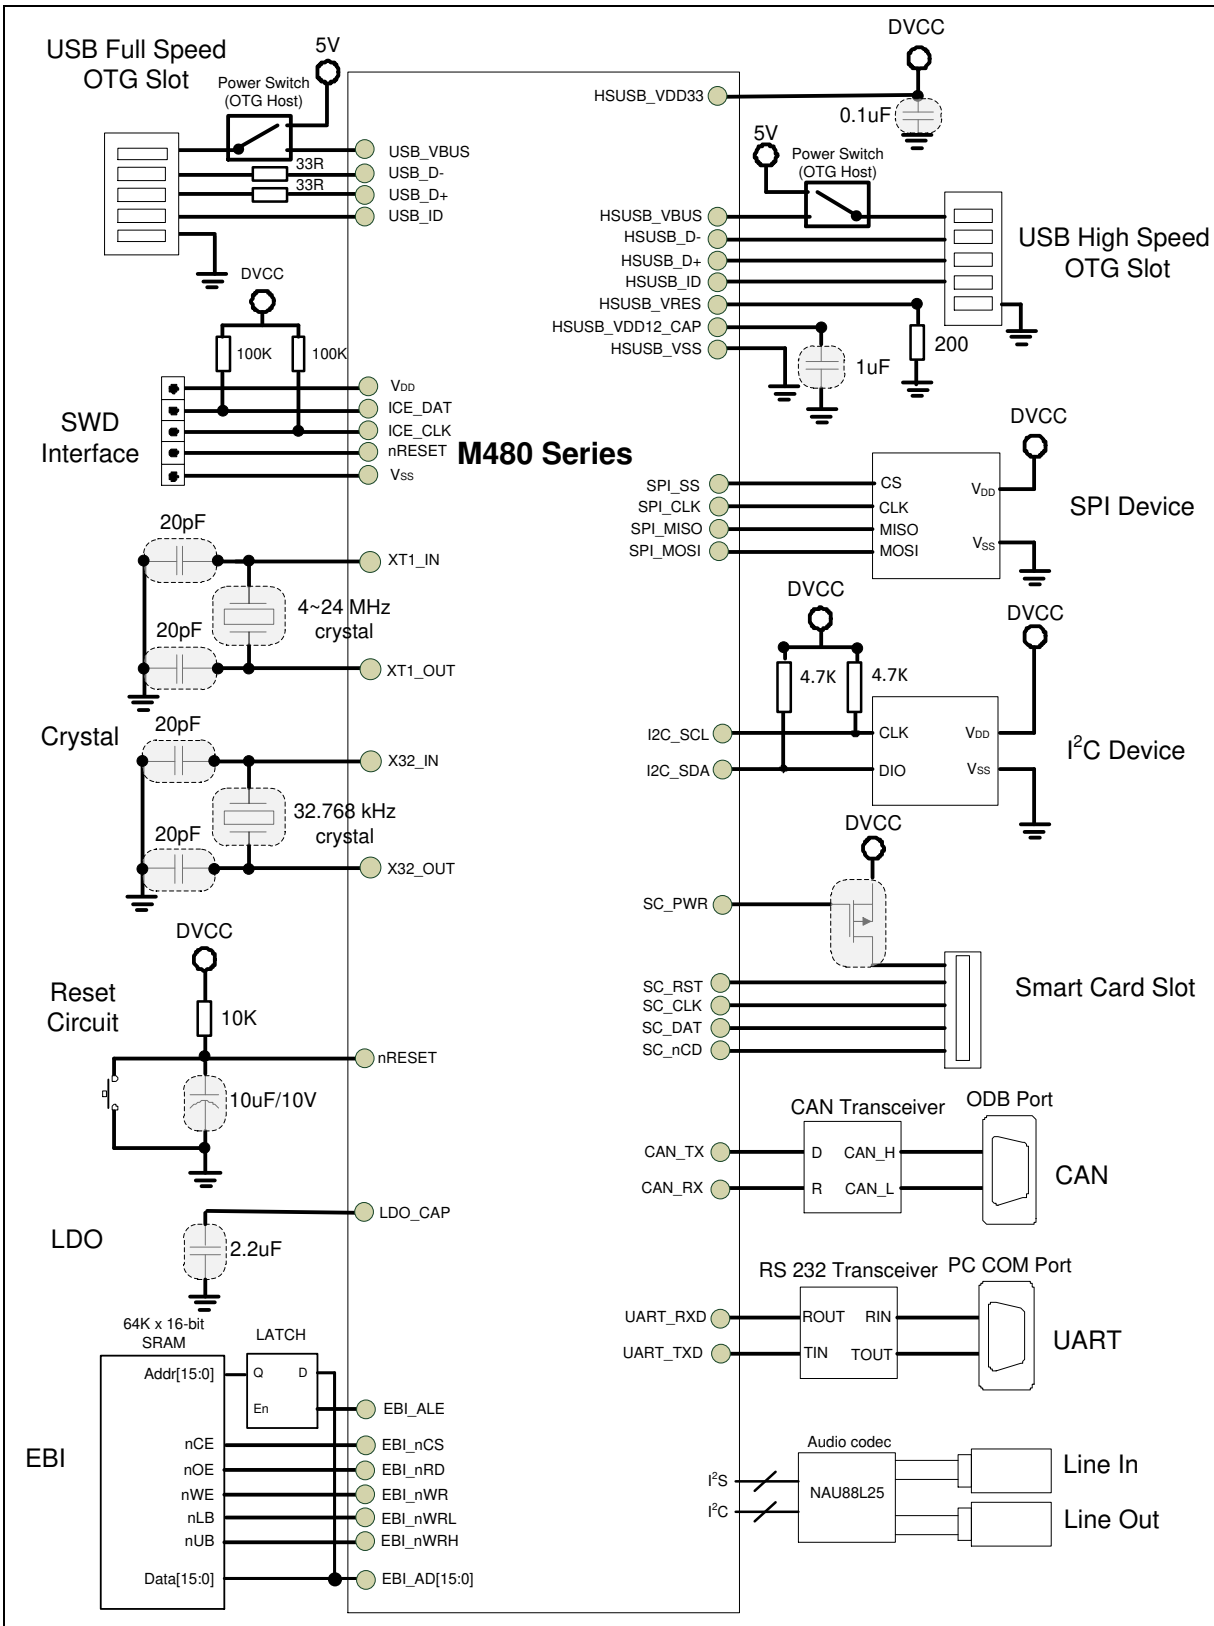 USB Full Speed
OTG Slot
5V
Power Switch
(OTG Host)
USB_VBUS
33R
USB_D-
33R
USB_D+
USB_ID
DVCC
100K
100K
SWD
Interface
VDD
ICE_DAT
ICE_CLK
nRESET
VSS
M480 Series
20pF
XT1_IN
4~24 MHz
crystal
20pF
XT1_OUT
Crystal
20pF
X32_IN
32.768 kHz
crystal
20pF
X32_OUT
DVCC
Reset
Circuit
10K
nRESET
10uF/10V
LDO
LDO_CAP
2.2uF
EBI
64K x 16-bit
SRAM
LATCH
Addr[15:0]
Q D
En
EBI_ALE
nCE
EBI_nCS
nOE
EBI_nRD
nWE
EBI_nWR
nLB
EBI_nWRL
nUB
EBI_nWRH
Data[15:0]
EBI_AD[15:0]
DVCC
HSUSB_VDD33
0.1uF
5V
Power Switch
(OTG Host)
HSUSB_VBUS
HSUSB_D-
HSUSB_D+
HSUSB_ID
HSUSB_VRES
HSUSB_VDD12_CAP
HSUSB_VSS
USB High Speed
OTG Slot
200
1uF
DVCC
SPI_SS
CS
SPI_CLK
CLK
SPI_MISO
MISO
SPI_MOSI
MOSI
VDD
VSS
SPI Device
DVCC
DVCC
4.7K
4.7K
I2C_SCL
CLK
VDD
I2C_SDA
DIO
VSS
I2C Device
DVCC
SC_PWR
SC_RST
SC_CLK
SC_DAT
SC_nCD
Smart Card Slot
CAN Transceiver
ODB Port
CAN_TX
D
CAN_H
CAN_RX
R
CAN_L
CAN
RS 232 Transceiver
PC COM Port
UART_RXD
ROUT
RIN
UART_TXD
TIN
TOUT
UART
Audio codec
I2S
NAU88L25
I2C
Line In
Line Out